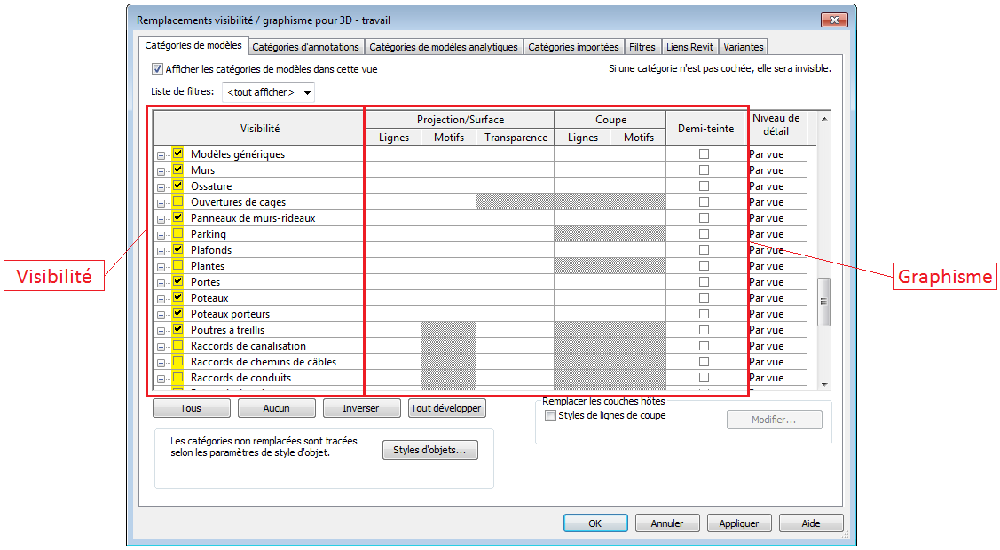 Remplacements visibilité / graphisme pour 3D - travail
Catégories de modèles Catégories d'annotations Catégories de modèles analytiques Catégories importées Filtres Liens Revit Variantes
Afficher les catégories de modèles dans cette vue
Si une catégorie n'est pas cochée, elle sera invisible.
Liste de filtres: <tout afficher>
Visibilité Projection/Surface Coupe Demi-teinte Niveau de détail
Lignes Motifs Transparence Lignes Motifs
Modèles génériques Par vue
Murs Par vue
Ossature Par vue
Ouvertures de cages Par vue
Panneaux de murs-rideaux Par vue
Parking Par vue
Plafonds Par vue
Plantes Par vue
Portes Par vue
Poteaux Par vue
Poteaux porteurs Par vue
Poutres à treillis Par vue
Raccords de canalisation Par vue
Raccords de chemins de câbles Par vue
Raccords de conduits Par vue
Visibilité
Graphisme
Tous Aucun Inverser Tout développer
Remplacer les couches hôtes
Styles de lignes de coupe
Modifier...
Les catégories non remplacées sont tracées
selon les paramètres de style d'objet.
Styles d'objets...
OK Annuler Appliquer Aide